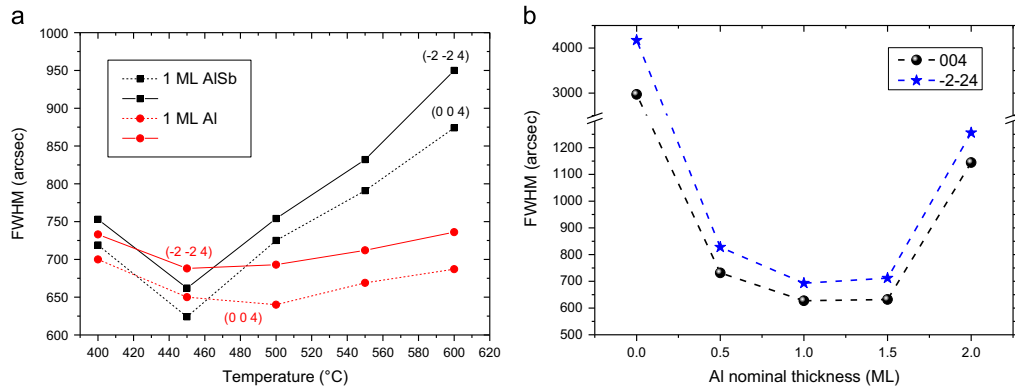 a
1000
950
900
850
800
750
700
650
600
FWHM (arcsec)
1 ML AlSb
1 ML Al
(-2 -2 4)
(0 0 4)
(-2 -2 4)
(0 0 4)
400 420 440 460 480 500 520 540 560 580 600 620
Temperature (°C)
b
4000
3000
1200
1100
1000
900
800
700
600
500
FWHM (arcsec)
004
-2-24
0.0 0.5 1.0 1.5 2.0
Al nominal thickness (ML)